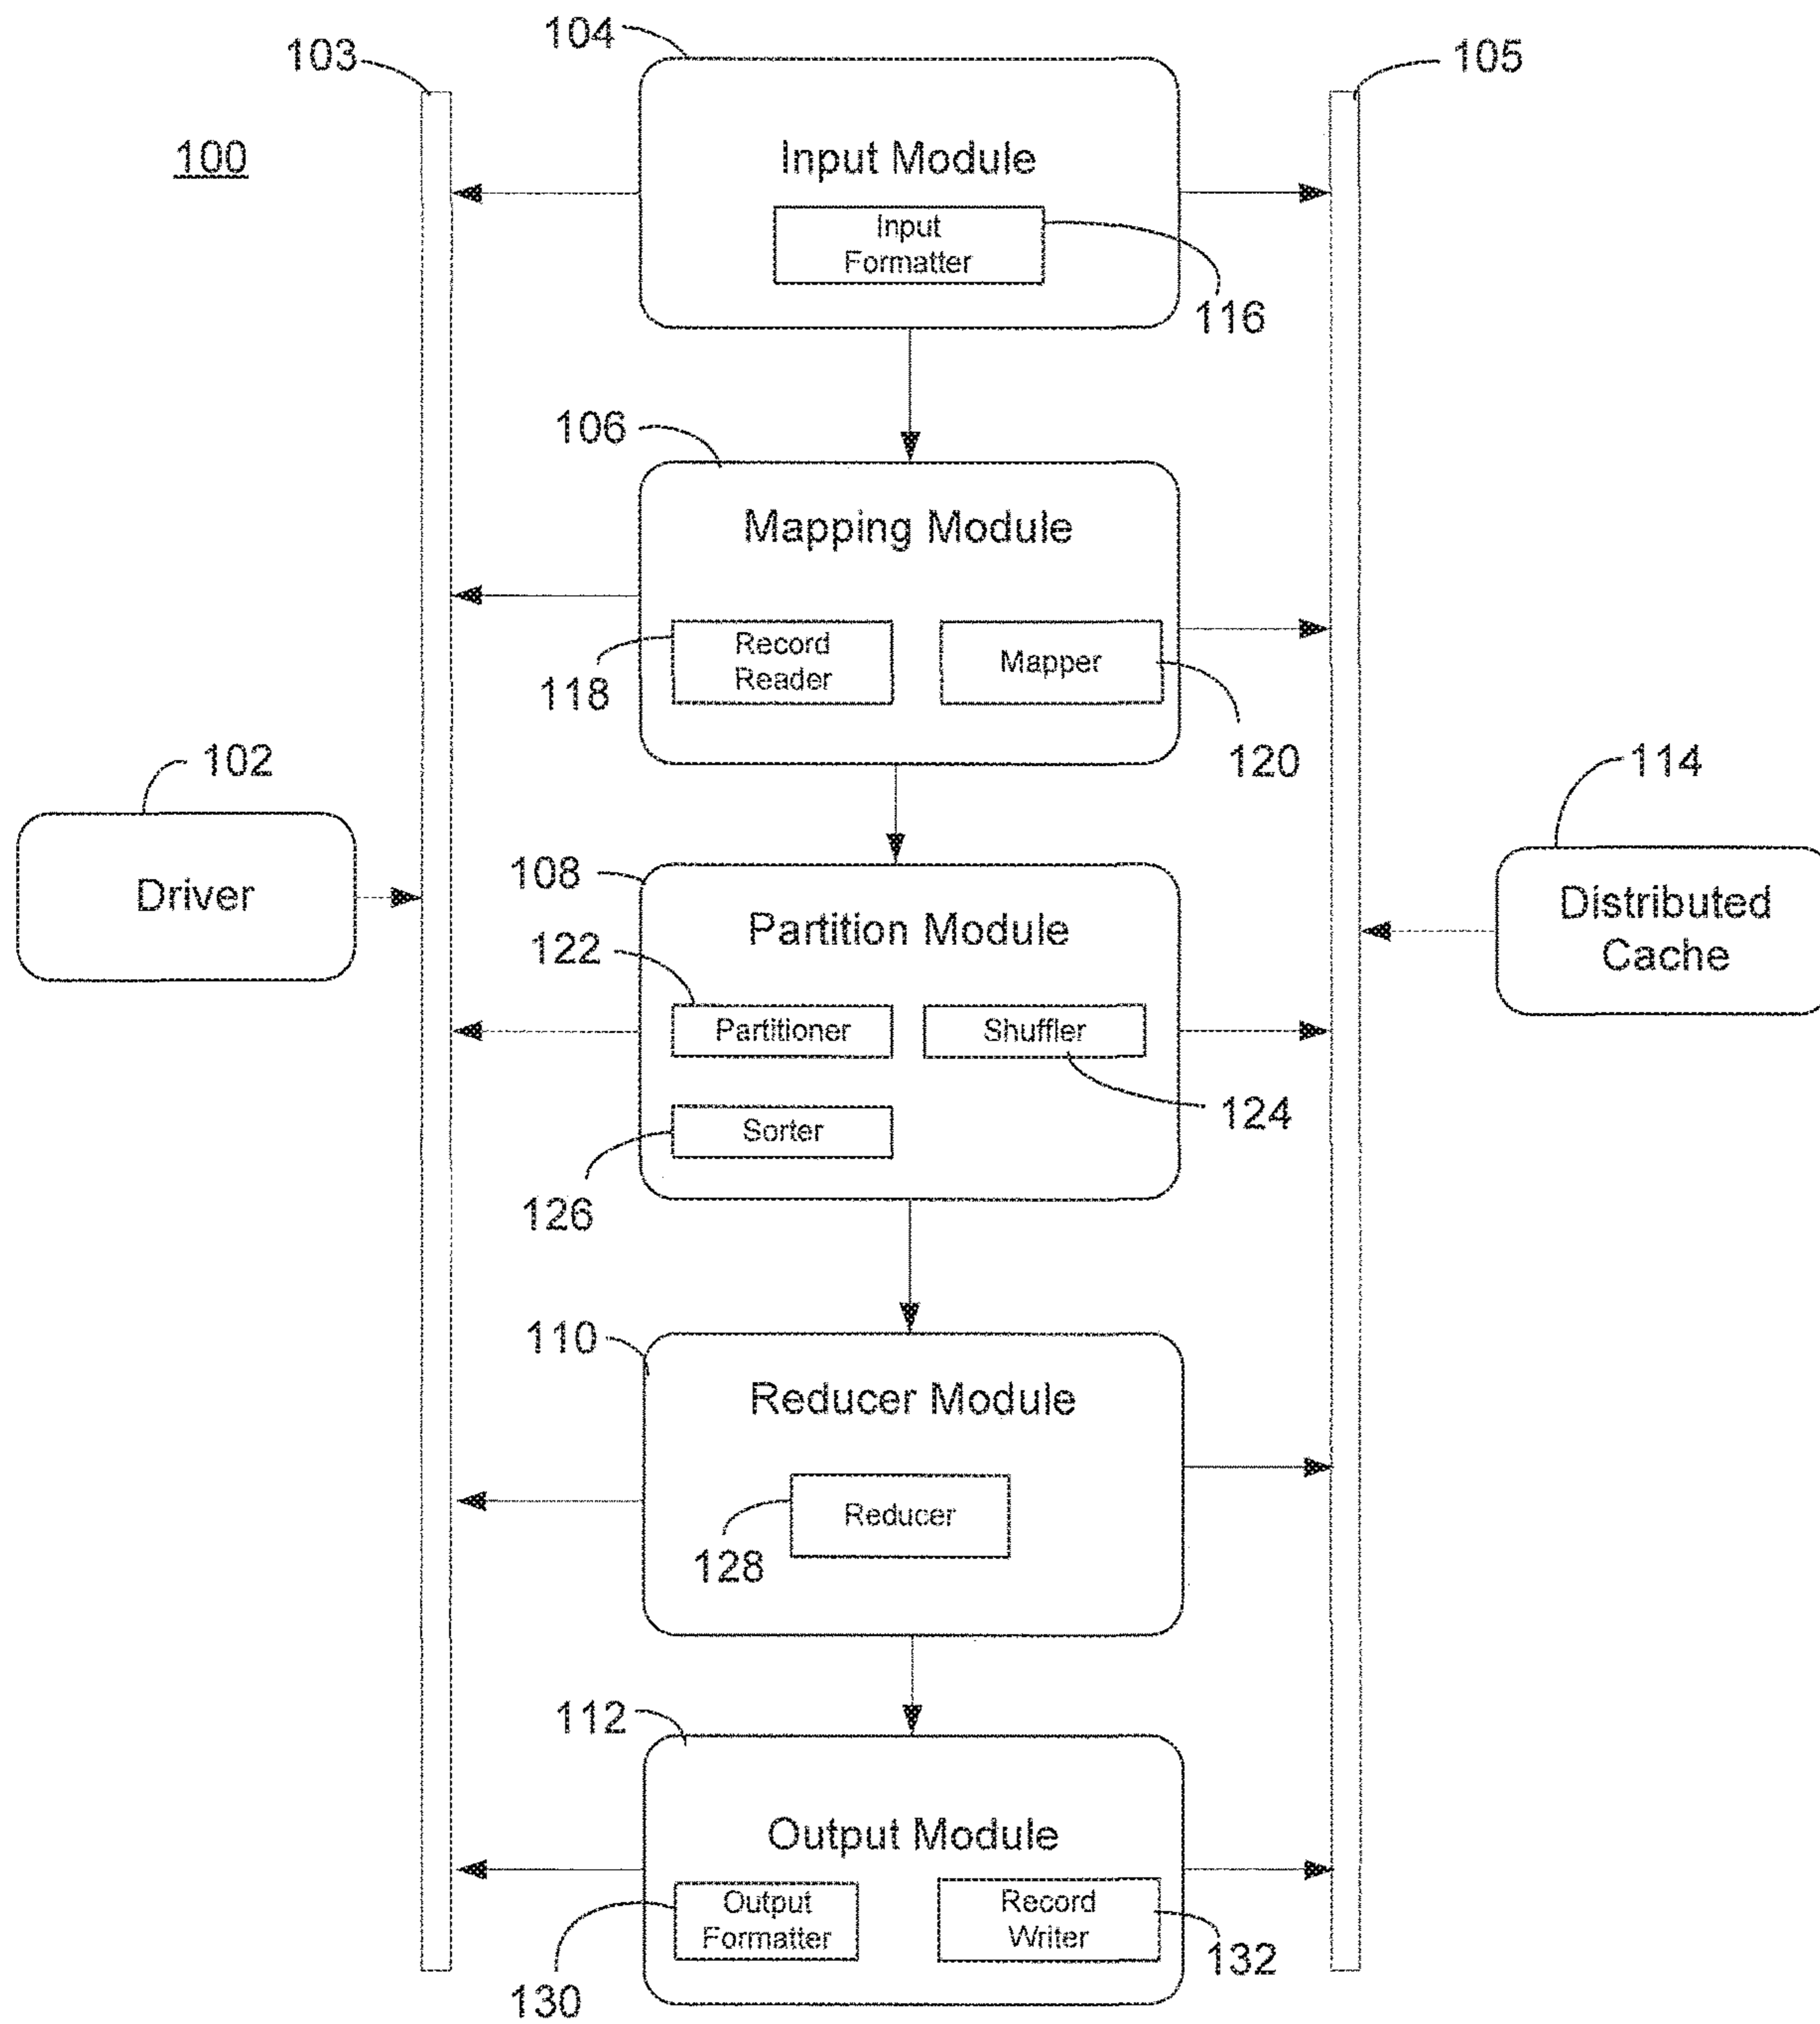 104
103
105
100
Input Module
Input
Formatter
116
106
Mapping Module
Record
Reader
Mapper
118
120
102
114
Driver
108
Partition Module
Distributed
Cache
122
Partitioner
Shuffler
124
Sorter
126
110
Reducer Module
Reducer
128
112
Output Module
Output
Formatter
Record
Writer
130
132